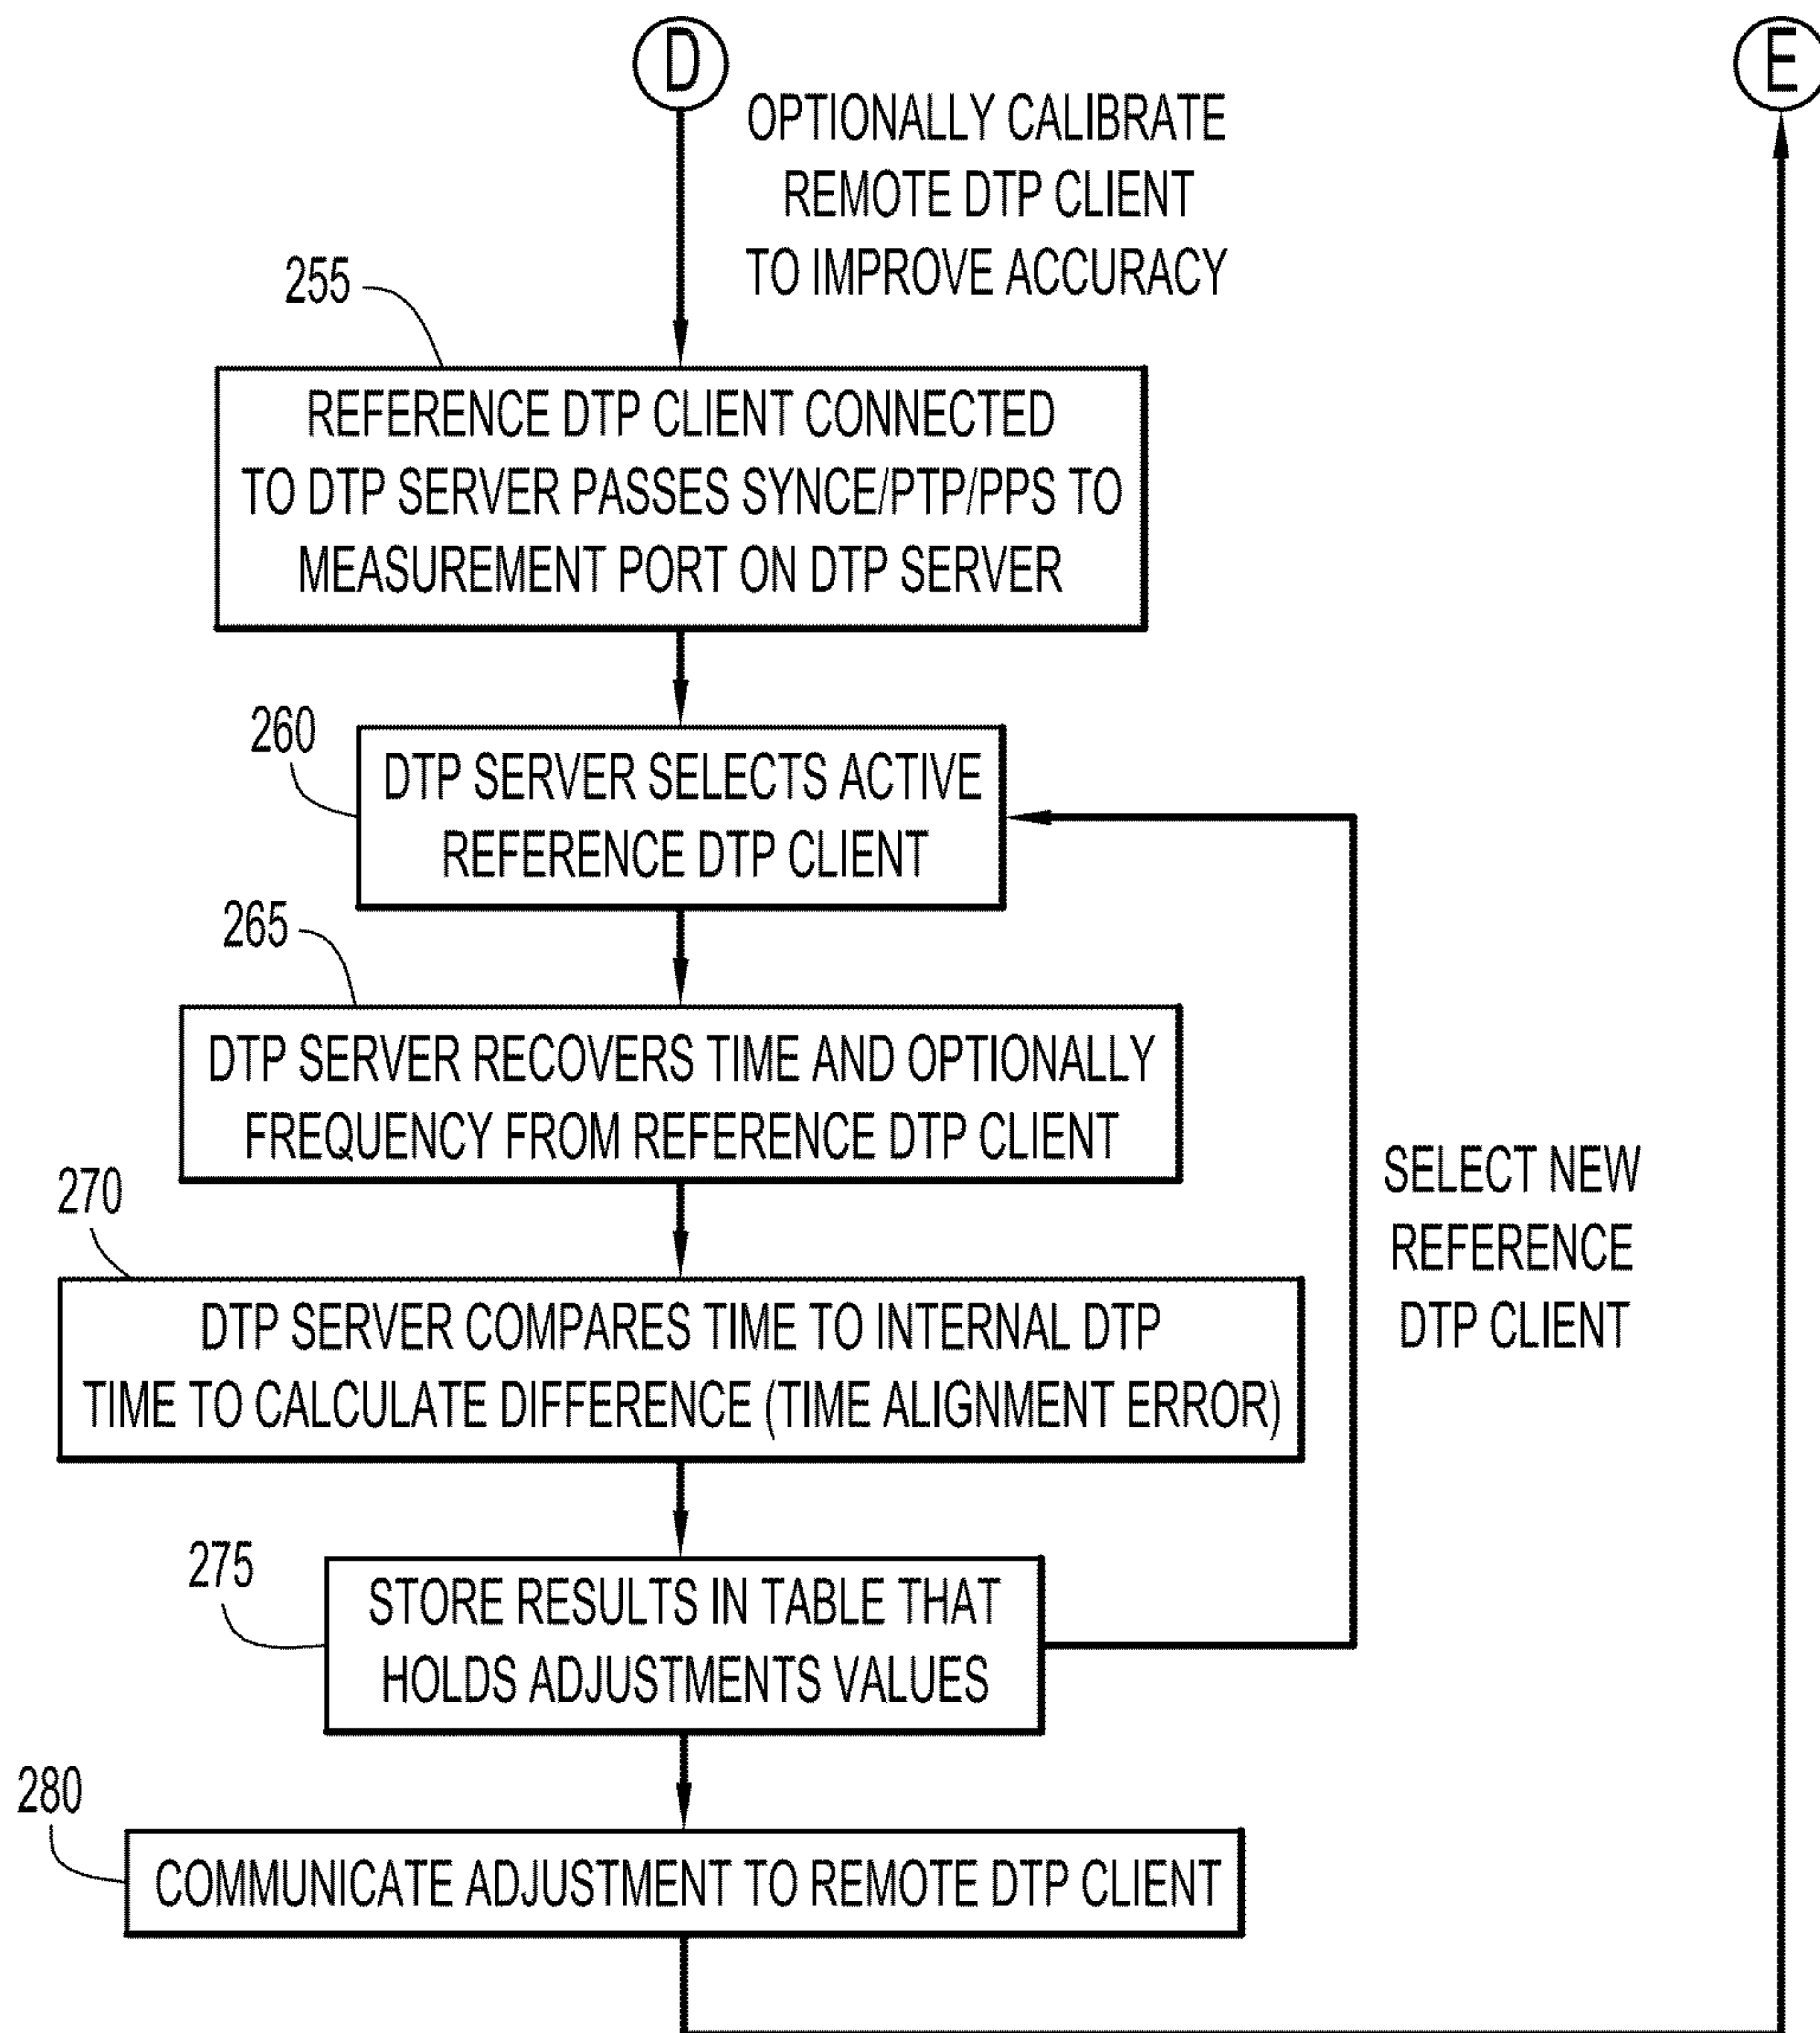 D
E
OPTIONALLY CALIBRATE
REMOTE DTP CLIENT
TO IMPROVE ACCURACY
255
REFERENCE DTP CLIENT CONNECTED
TO DTP SERVER PASSES SYNCE/PTP/PPS TO
MEASUREMENT PORT ON DTP SERVER
260
DTP SERVER SELECTS ACTIVE
REFERENCE DTP CLIENT
265
DTP SERVER RECOVERS TIME AND OPTIONALLY
FREQUENCY FROM REFERENCE DTP CLIENT
270
DTP SERVER COMPARES TIME TO INTERNAL DTP
TIME TO CALCULATE DIFFERENCE (TIME ALIGNMENT ERROR)
SELECT NEW
REFERENCE
DTP CLIENT
275
STORE RESULTS IN TABLE THAT
HOLDS ADJUSTMENTS VALUES
280
COMMUNICATE ADJUSTMENT TO REMOTE DTP CLIENT